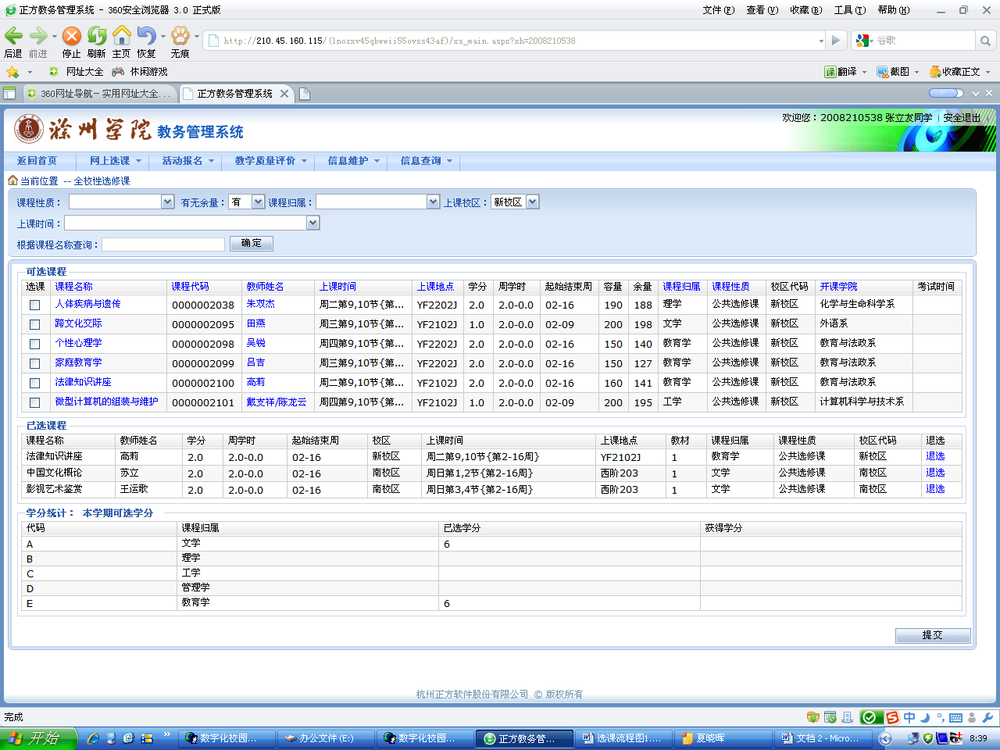 正方教务管理系统 - 360安全浏览器 3.0 正式版 文件(F) 查看(V) 收藏(B) 工具(T) 帮助(H)
后退 前进 停止 刷新 主页 恢复 无痕 http://210.45.160.115/(1nozxv45qbwwii55ovss43af)/xs_main.aspx?xh=2008210538 谷歌
网址大全 休闲游戏 翻译 截图 收藏正文
360网址导航－实用网址大全... 正方教务管理系统
滁州学院 教务管理系统 欢迎您：2008210538 张立友同学 安全退出
返回首页 网上选课 活动报名 教学质量评价 信息维护 信息查询
当前位置 -- 全校性选修课
课程性质： 有无余量： 有 课程归属： 上课校区： 新校区
上课时间：
根据课程名称查询： 确 定
可选课程
选课 课程名称 课程代码 教师姓名 上课时间 上课地点 学分 周学时 起始结束周 容量 余量 课程归属 课程性质 校区代码 开课学院 考试时间
人体疾病与遗传 0000002038 朱双杰 周二第9,10节{第... YF2202J 2.0 2.0-0.0 02-16 190 188 理学 公共选修课 新校区 化学与生命科学系
跨文化交际 0000002095 田燕 周三第9,10节{第... YF2102J 1.0 2.0-0.0 02-09 200 198 文学 公共选修课 新校区 外语系
个性心理学 0000002098 吴锐 周四第9,10节{第... YF2202J 2.0 2.0-0.0 02-16 150 140 教育学 公共选修课 新校区 教育与法政系
家庭教育学 0000002099 吕吉 周三第9,10节{第... YF2202J 2.0 2.0-0.0 02-16 150 127 教育学 公共选修课 新校区 教育与法政系
法律知识讲座 0000002100 高莉 周二第9,10节{第... YF2102J 2.0 2.0-0.0 02-16 160 141 教育学 公共选修课 新校区 教育与法政系
微型计算机的组装与维护 0000002101 戴支祥/陈龙云 周四第9,10节{第... YF2102J 1.0 2.0-0.0 02-09 200 195 工学 公共选修课 新校区 计算机科学与技术系
已选课程
课程名称 教师姓名 学分 周学时 起始结束周 校区 上课时间 上课地点 教材 课程归属 课程性质 校区代码 退选
法律知识讲座 高莉 2.0 2.0-0.0 02-16 新校区 周二第9,10节{第2-16周} YF2102J 1 教育学 公共选修课 新校区 退选
中国文化概论 苏立 2.0 2.0-0.0 02-16 南校区 周日第1,2节{第2-16周} 西阶203 1 文学 公共选修课 南校区 退选
影视艺术鉴赏 王运歌 2.0 2.0-0.0 02-16 南校区 周日第3,4节{第2-16周} 西阶203 1 文学 公共选修课 南校区 退选
学分统计： 本学期可选学分
代码 课程归属 已选学分 获得学分
A 文学 6
B 理学
C 工学
D 管理学
E 教育学 6
提 交
杭州正方软件股份有限公司 © 版权所有
完成 中
开始 数字化校园... 办公文件 (E:) 数字化校园... 正方教务管... 选课流程图1.... 夏晓晖 文档 2 - Micro... 8:39